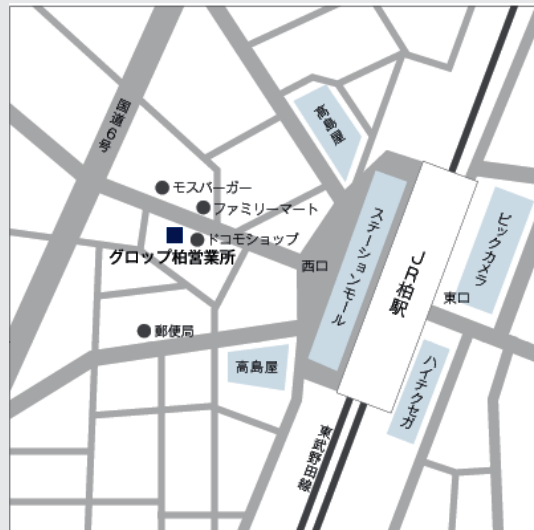 国道6号
高島屋
モスバーガー
ファミリーマート
ドコモショップ
グロップ柏営業所
西口
ステーションモール
JR柏駅
ビックカメラ
東口
郵便局
高島屋
ハイテクセガ
東武野田線